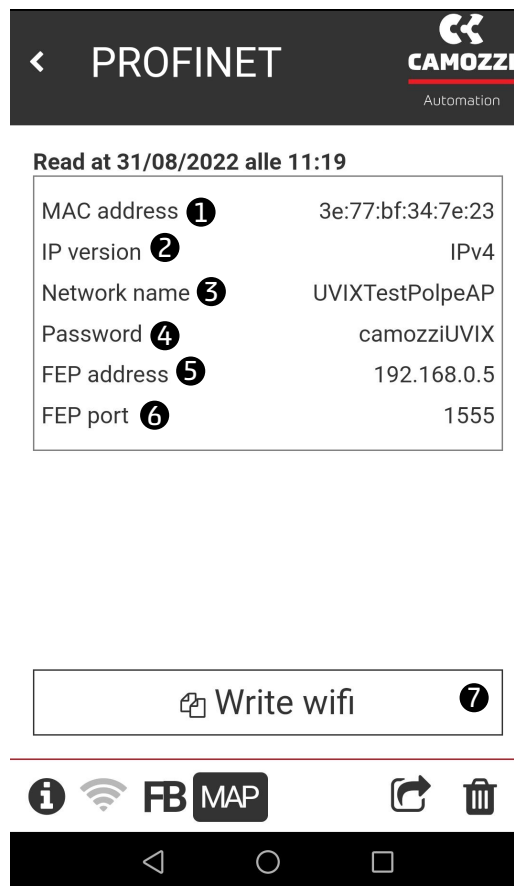 PROFINET
CAMOZZI
Automation
Read at 31/08/2022 alle 11:19
MAC address 1 3e:77:bf:34:7e:23
IP version 2 IPv4
Network name 3 UVIXTestPolpeAP
Password 4 camozziUVIX
FEP address 5 192.168.0.5
FEP port 6 1555
Write wifi 7
FB MAP